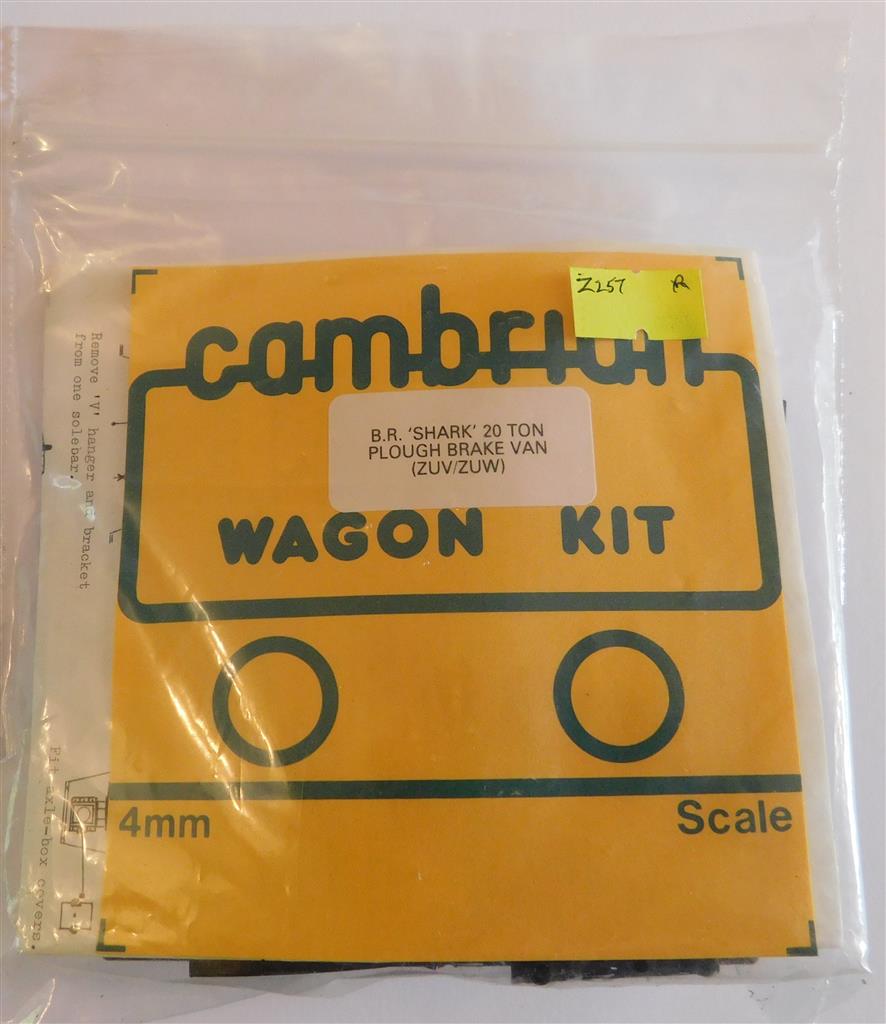 Z257 R
cambrian
B.R. 'SHARK' 20 TON
PLOUGH BRAKE VAN
(ZUV/ZUW)
WAGON KIT
4mm Scale
Remove 'V' hanger and bracket
from one solebar.
Fit axle-box covers.